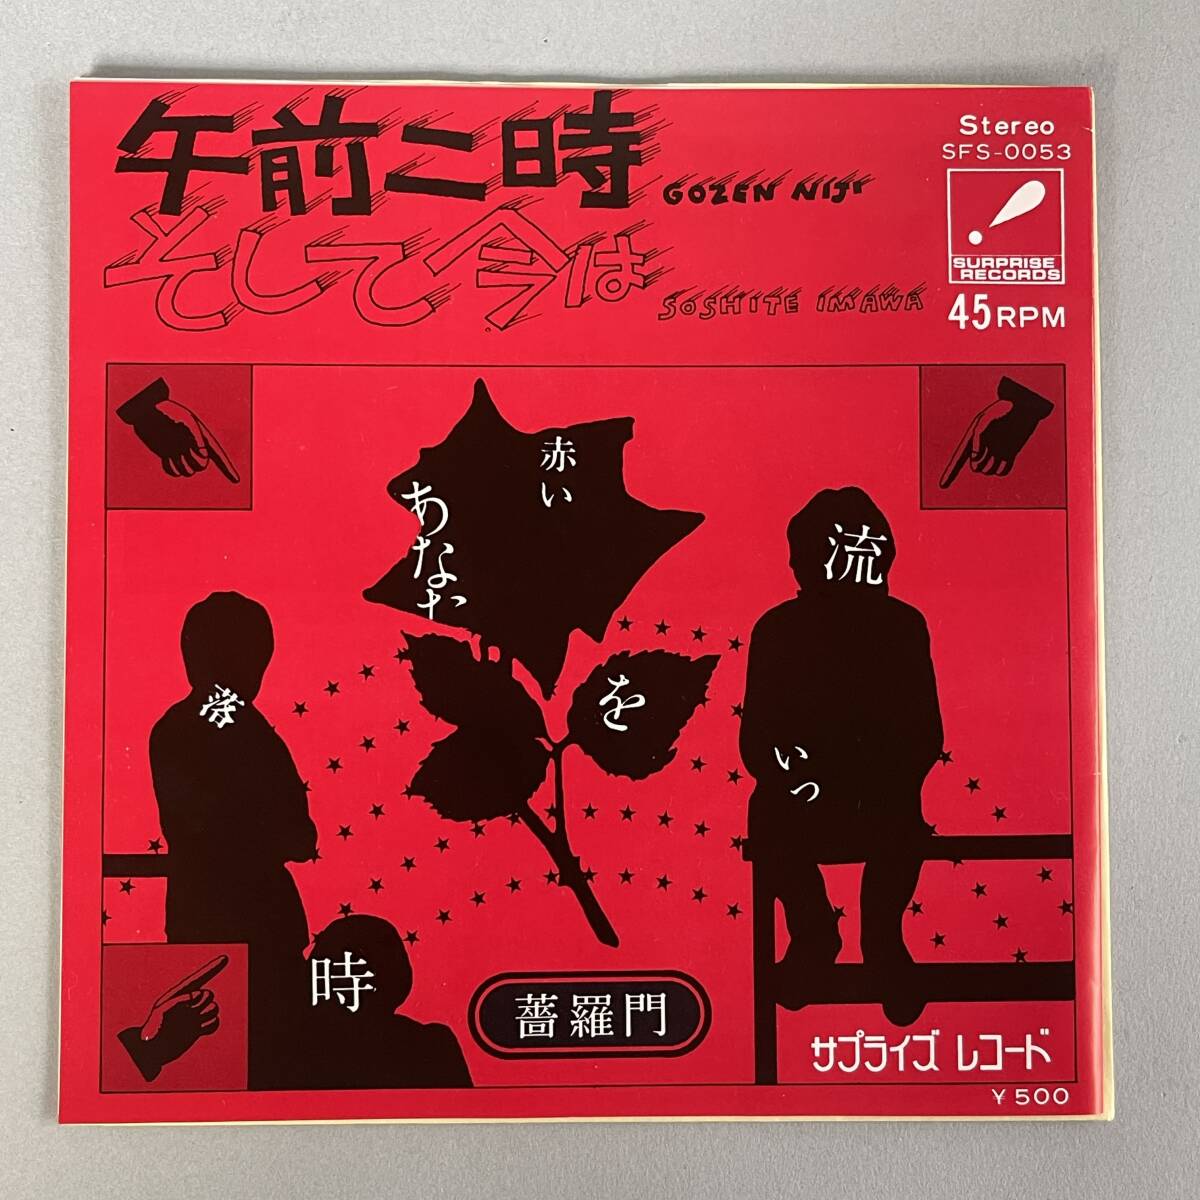 午前二時
GOZEN NIJI
そして今は
SOSHITE IMAWA
Stereo
SFS-0053
SURPRISE
RECORDS
45RPM
赤い
あなた
流
を
落
いつ
時
薔羅門
サプライズ レコード
¥500